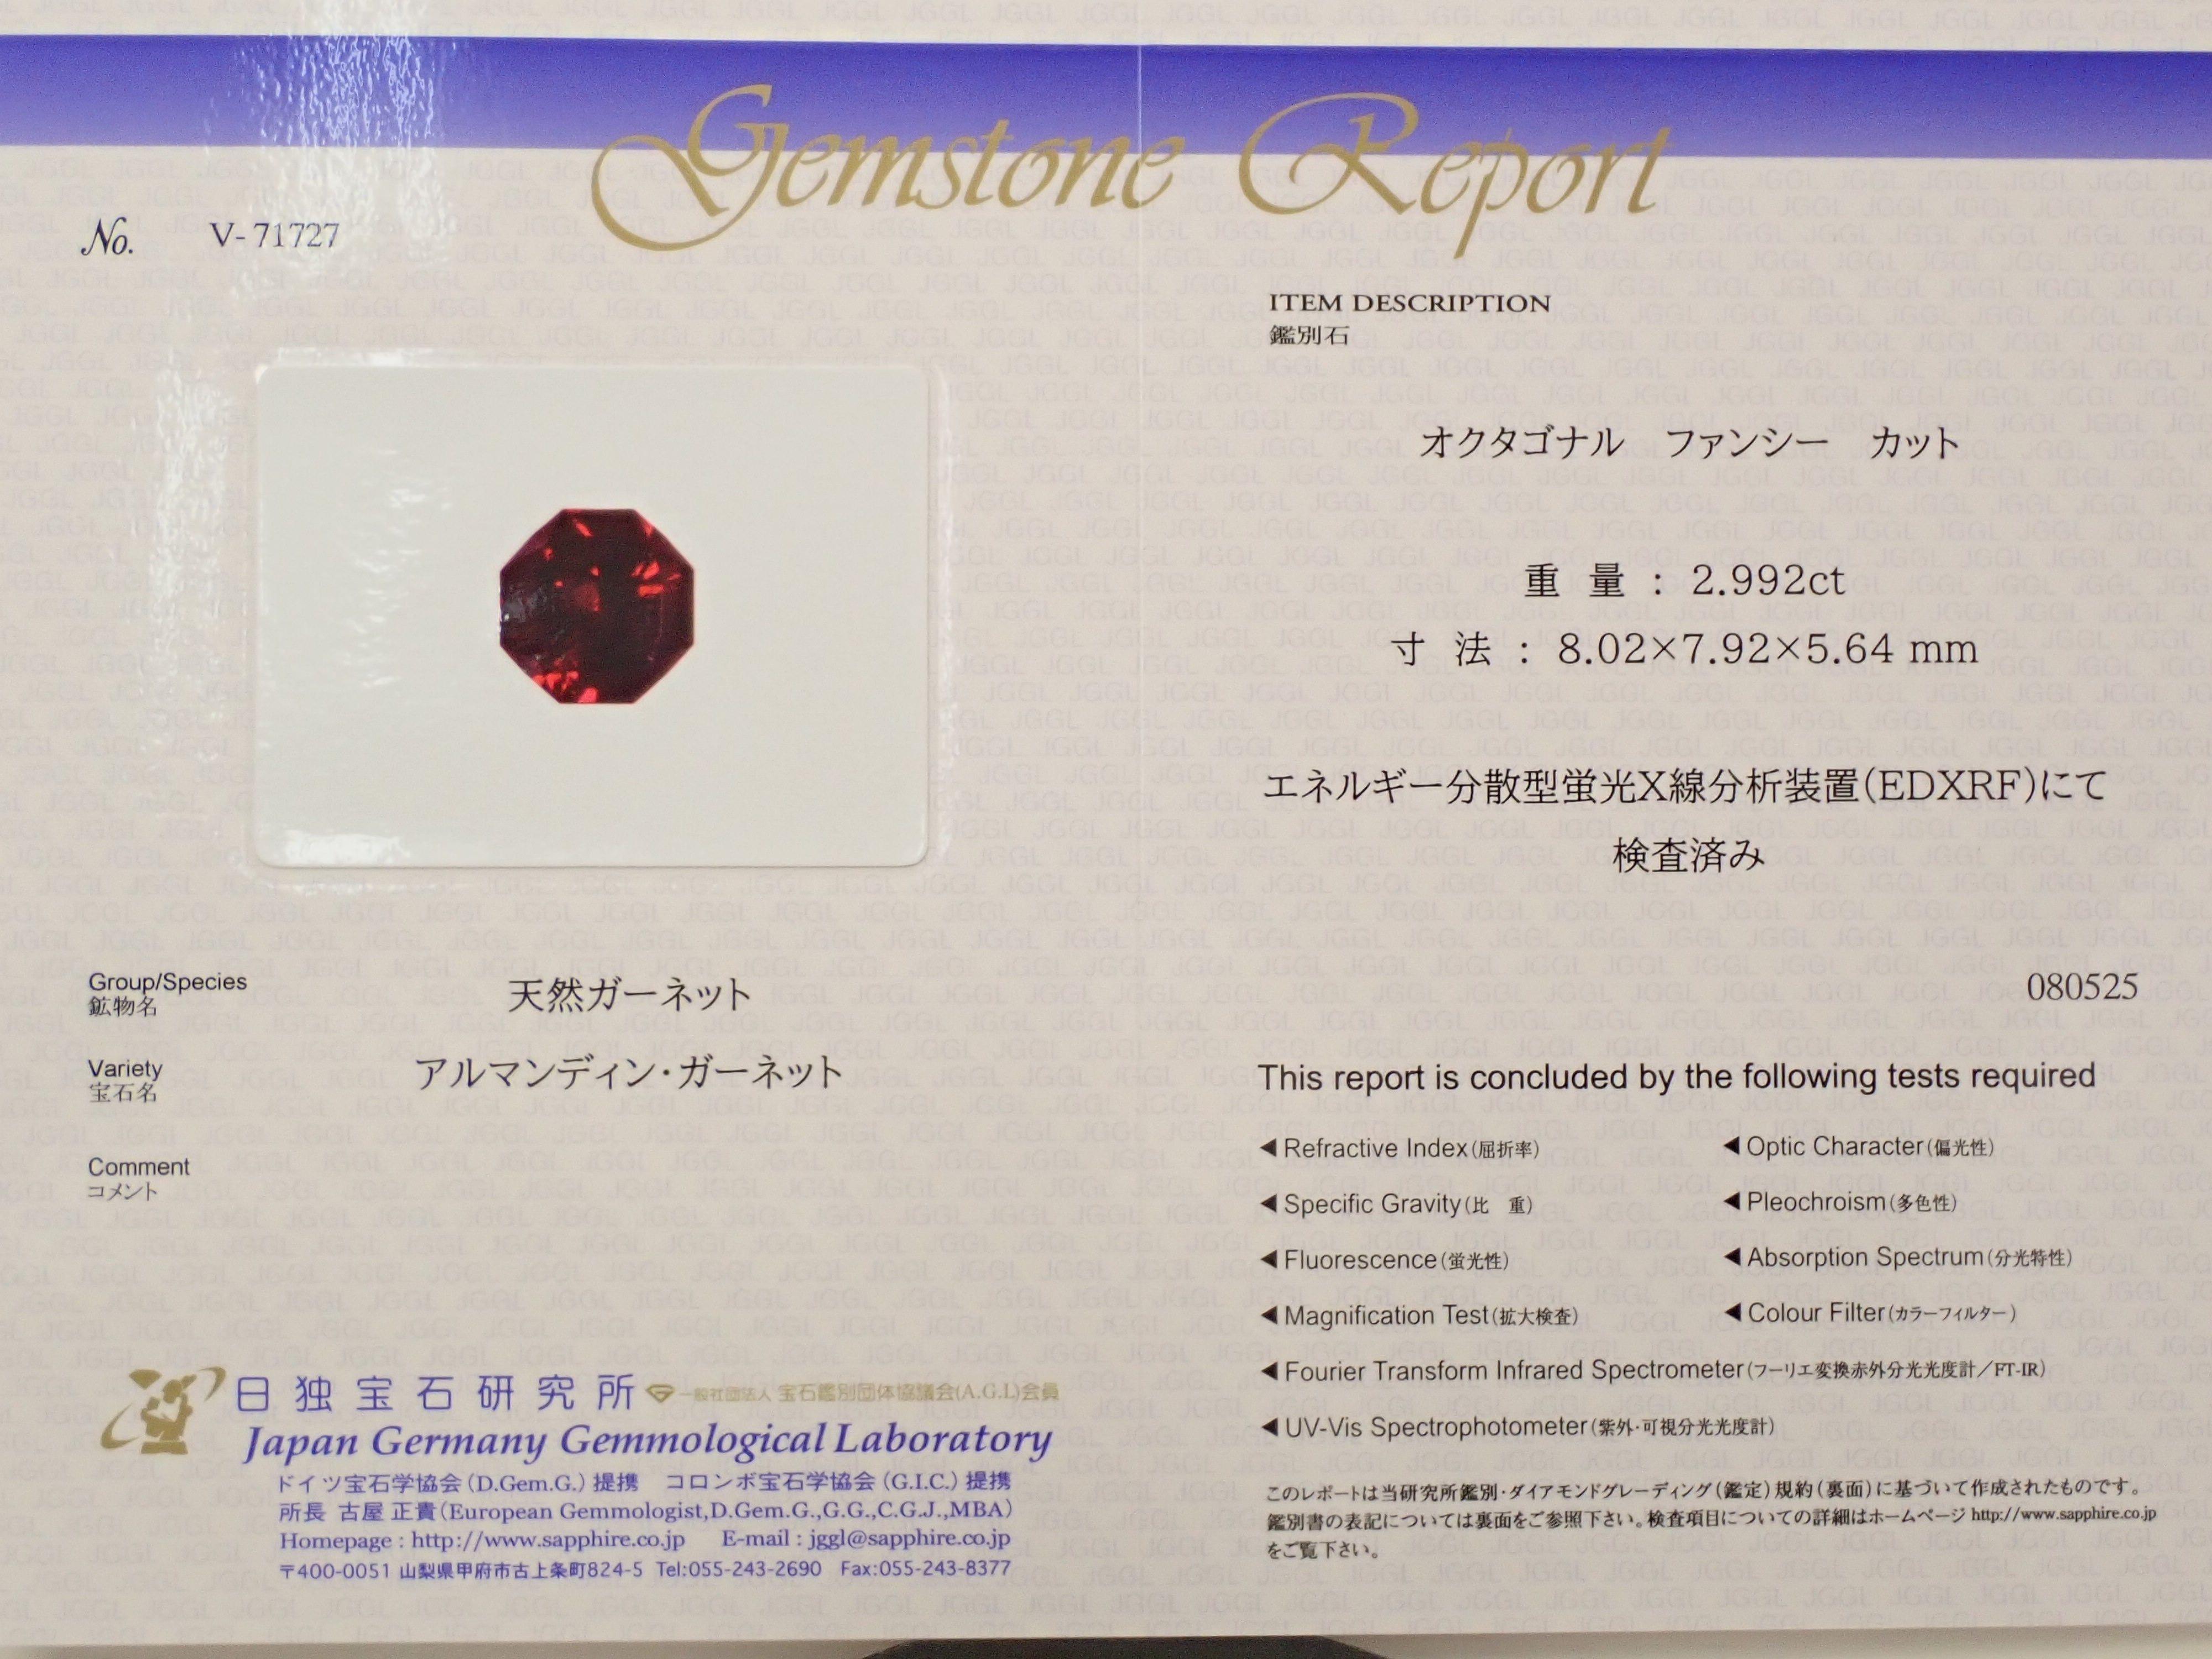 Gemstone Report
No. V-71727
ITEM DESCRIPTION
鑑別石
オクタゴナル ファンシー カット
重 量 : 2.992ct
寸 法 : 8.02×7.92×5.64 mm
エネルギー分散型蛍光X線分析装置(EDXRF)にて
検査済み
Group/Species
鉱物名
天然ガーネット
Variety
宝石名
アルマンディン・ガーネット
Comment
コメント
080525
This report is concluded by the following tests required
◀Refractive Index(屈折率)
◀Optic Character(偏光性)
◀Specific Gravity(比 重)
◀Pleochroism(多色性)
◀Fluorescence(蛍光性)
◀Absorption Spectrum(分光特性)
◀Magnification Test(拡大検査)
◀Colour Filter(カラーフィルター)
◀Fourier Transform Infrared Spectrometer(フーリエ変換赤外分光光度計/FT-IR)
◀UV-Vis Spectrophotometer(紫外・可視分光光度計)
日独宝石研究所 一般社団法人 宝石鑑別団体協議会(A.G.L)会員
Japan Germany Gemmological Laboratory
ドイツ宝石学協会(D.Gem.G.)提携 コロンボ宝石学協会(G.I.C.)提携
所長 古屋 正貴(European Gemmologist,D.Gem.G.,G.G.,C.G.J.,MBA)
Homepage : http://www.sapphire.co.jp E-mail : jggl@sapphire.co.jp
〒400-0051 山梨県甲府市古上条町824-5 Tel:055-243-2690 Fax:055-243-8377
このレポートは当研究所鑑別・ダイアモンドグレーディング(鑑定)規約(裏面)に基づいて作成されたものです。
鑑別書の表記については裏面をご参照下さい。検査項目についての詳細はホームページ http://www.sapphire.co.jp
をご覧下さい。